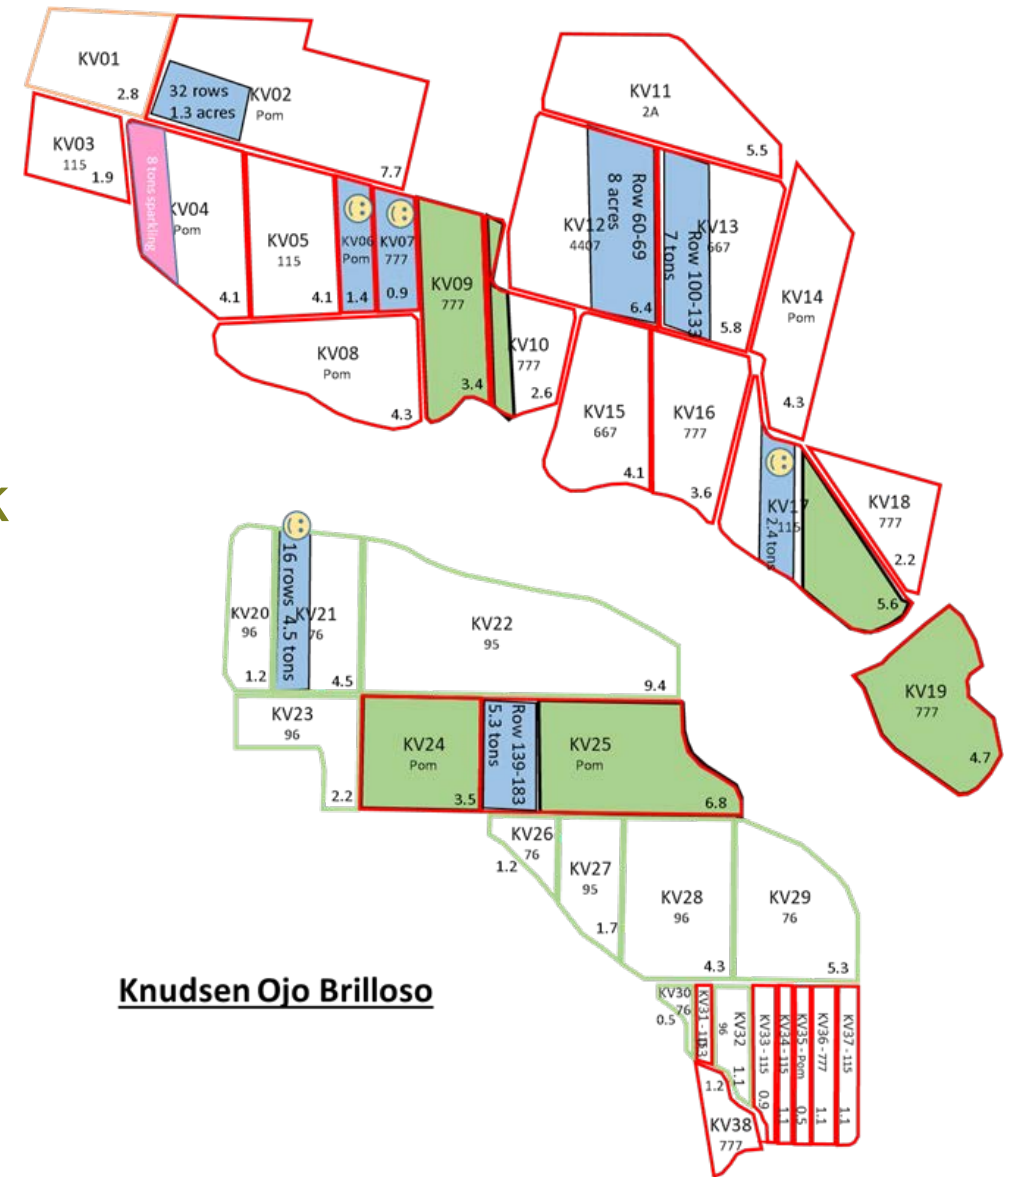 KV01
2.8
32 rows
1.3 acres
KV02
Pom
7.7
KV03
115
1.9
8 tons sparkling
KV04
Pom
4.1
KV05
115
4.1
KV06
Pom
1.4
KV07
777
0.9
KV08
Pom
4.3
KV09
777
3.4
KV10
777
2.6
KV11
2A
5.5
KV12
4407
Row 60-69
8 acres
6.4
KV13
667
Row 100-133
7 tons
5.8
KV14
Pom
4.3
KV15
667
4.1
KV16
777
3.6
KV17
115
2.4 tons
5.6
KV18
777
2.2
KV19
777
4.7
KV20
96
1.2
16 rows 4.5 tons
KV21
76
4.5
KV22
95
9.4
KV23
96
2.2
KV24
Pom
3.5
Row 139-183
5.3 tons
KV25
Pom
6.8
KV26
76
1.2
KV27
95
1.7
KV28
96
4.3
KV29
76
5.3
Knudsen Ojo Brilloso
KV30
76
0.5
KV31 -
KV32
96
1.1
KV33 - 115
0.9
KV34 - 115
1.1
KV35 - Pom
0.5
KV36 - 777
1.1
KV37 - 115
1.1
1.2
KV38
777